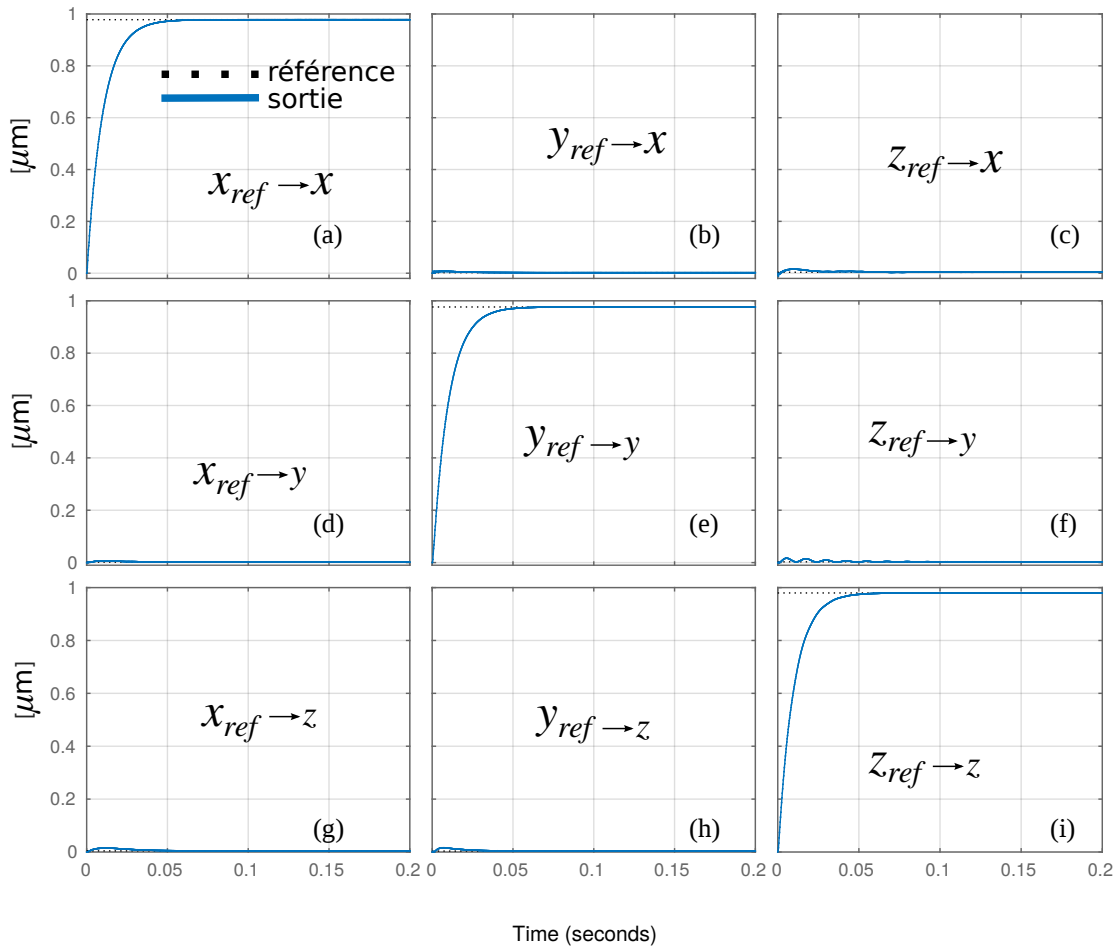 1
0.8
0.6
0.4
0.2
0
[μm]
référence
sortie
x_ref → x
(a)
y_ref → x
(b)
z_ref → x
(c)
1
0.8
0.6
0.4
0.2
0
[μm]
x_ref → y
(d)
y_ref → y
(e)
z_ref → y
(f)
1
0.8
0.6
0.4
0.2
0
[μm]
x_ref → z
(g)
y_ref → z
(h)
z_ref → z
(i)
0 0.05 0.1 0.15 0.2 0.05 0.1 0.15 0.2 0 0.05 0.1 0.15 0.2
Time (seconds)